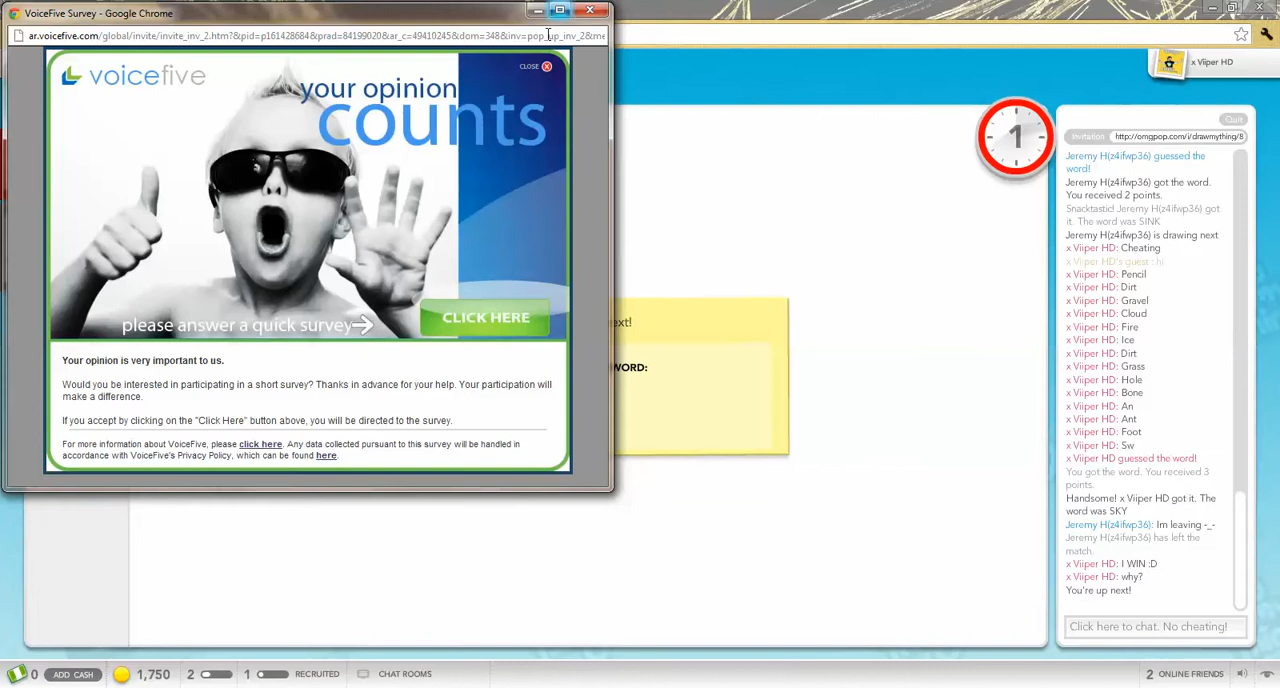 VoiceFive Survey - Google Chrome
ar.voicefive.com/global/invite/invite_inv_2.htm?&pid=p161428684&prad=84199020&ar_c=49410245&dom=348&inv=pop_up_inv_2&me
voicefive
CLOSE
your opinion
counts
please answer a quick survey
CLICK HERE
Your opinion is very important to us.
Would you be interested in participating in a short survey? Thanks in advance for your help. Your participation will
make a difference.
If you accept by clicking on the "Click Here" button above, you will be directed to the survey.
For more information about VoiceFive, please click here. Any data collected pursuant to this survey will be handled in
accordance with VoiceFive's Privacy Policy, which can be found here.
next!
WORD:
1
x Viiper HD
Quit
Invitation http://omgpop.com/i/drawmything/8
Jeremy H(z4ifwp36) guessed the
word!
Jeremy H(z4ifwp36) got the word.
You received 2 points.
Snacktastic! Jeremy H(z4ifwp36) got
it. The word was SINK
Jeremy H(z4ifwp36) is drawing next
x Viiper HD: Cheating
x Viiper HD's guest : hi
x Viiper HD: Pencil
x Viiper HD: Dirt
x Viiper HD: Gravel
x Viiper HD: Cloud
x Viiper HD: Fire
x Viiper HD: Ice
x Viiper HD: Dirt
x Viiper HD: Grass
x Viiper HD: Hole
x Viiper HD: Bone
x Viiper HD: An
x Viiper HD: Ant
x Viiper HD: Foot
x Viiper HD: Sw
x Viiper HD guessed the word!
You got the word. You received 3
points.
Handsome! x Viiper HD got it. The
word was SKY
Jeremy H(z4ifwp36): Im leaving -_-
Jeremy H(z4ifwp36) has left the
match.
x Viiper HD: I WIN :D
x Viiper HD: why?
You're up next!
Click here to chat. No cheating!
0 ADD CASH 1,750 2 1 RECRUITED CHAT ROOMS 2 ONLINE FRIENDS